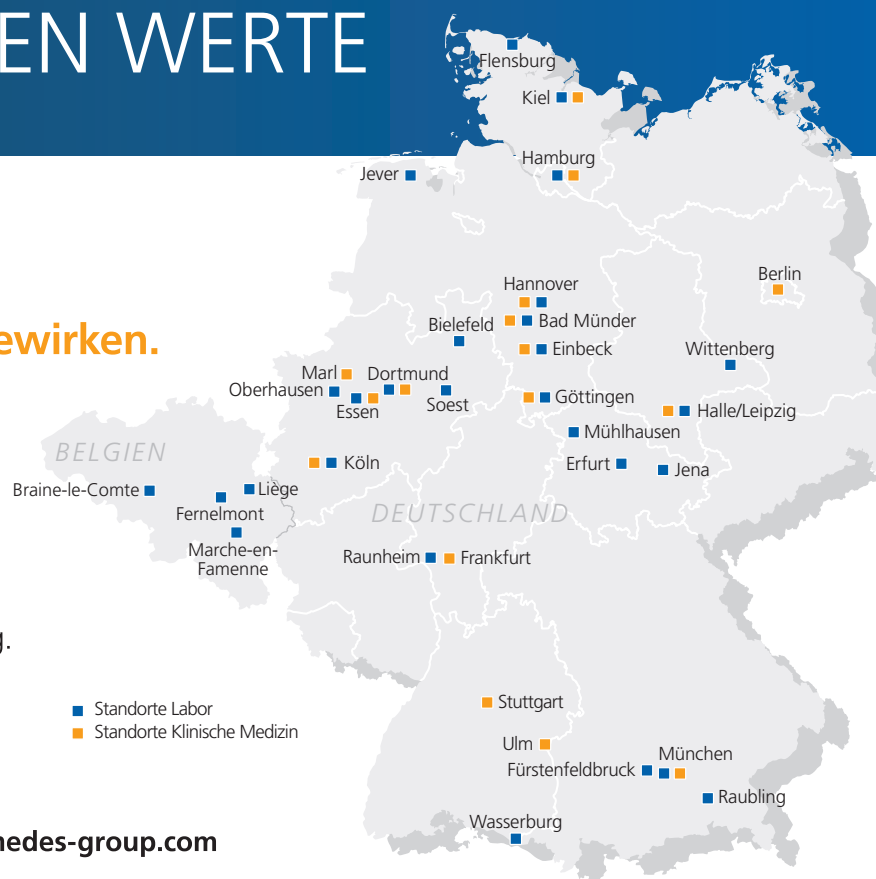 EN WERTE
Flensburg
Kiel
Hamburg
Jever
Berlin
Hannover
Bad Münder
Bielefeld
ewirken.
Einbeck
Wittenberg
Marl
Dortmund
Oberhausen
Essen
Soest
Göttingen
Halle/Leipzig
Mühlhausen
BELGIEN
Köln
Erfurt
Jena
Braine-le-Comte
Liège
Fernelmont
DEUTSCHLAND
Marche-en-
Famenne
Raunheim
Frankfurt
g.
Stuttgart
Standorte Labor
Standorte Klinische Medizin
Ulm
München
Fürstenfeldbruck
Raubling
Wasserburg
nedes-group.com